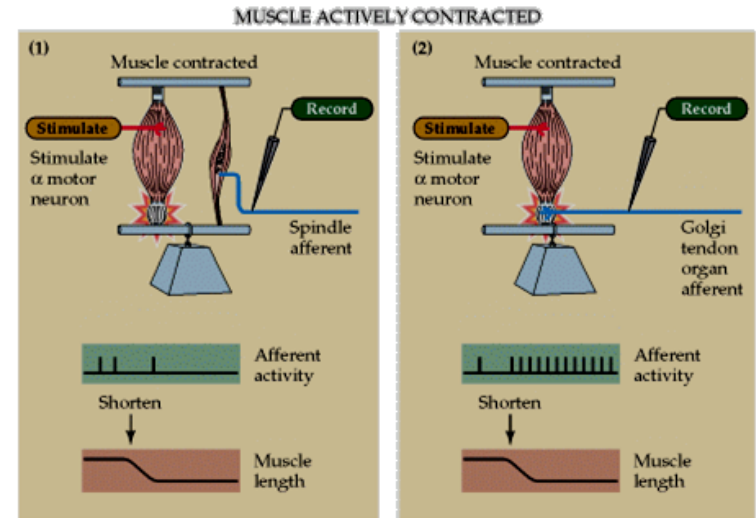 MUSCLE ACTIVELY CONTRACTED
(1)
Muscle contracted
Record
Stimulate
Stimulate
α motor
neuron
Spindle
afferent
Afferent
activity
Shorten
Muscle
length
(2)
Muscle contracted
Record
Stimulate
Stimulate
α motor
neuron
Golgi
tendon
organ
afferent
Afferent
activity
Shorten
Muscle
length